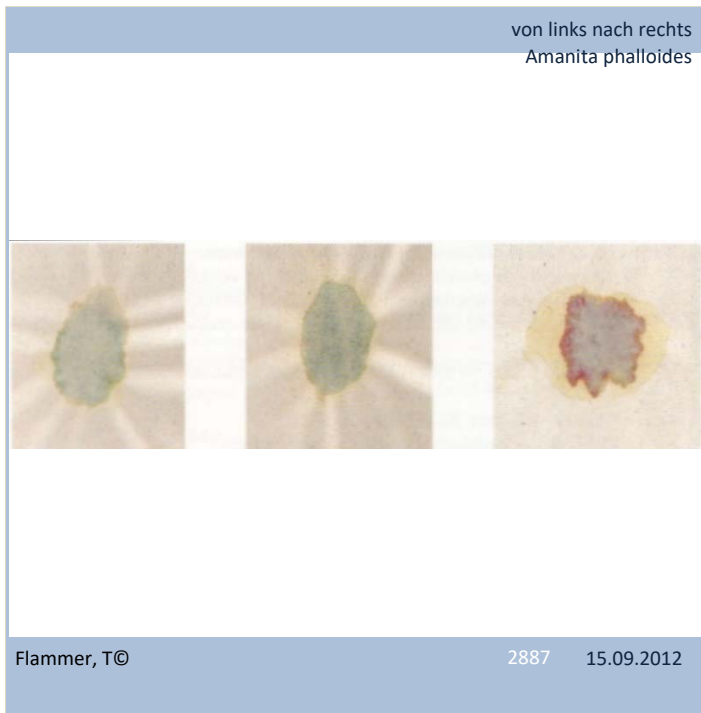 von links nach rechts
Amanita phalloides
Flammer, T©
2887
15.09.2012